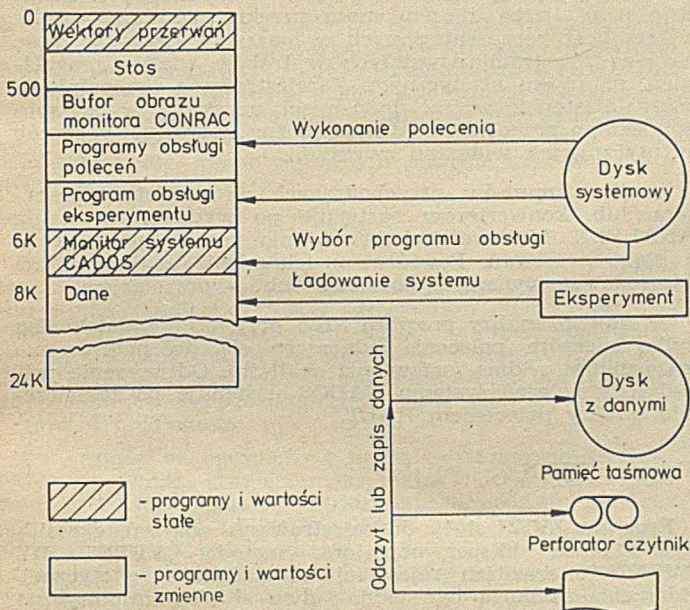 0
Wektory przerwań
Stos
500
Bufor obrazu
monitora CONRAC
Programy obsługi
poleceń
Program obsługi
eksperymentu
6K
Monitor systemu
CADOS
8K
Dane
24K
Wykonanie polecenia
Dysk
systemowy
Wybór programu obsługi
Ładowanie systemu
Eksperyment
Odczyt lub zapis danych
Dysk
z danymi
Pamięć taśmowa
Perforator czytnik
- programy i wartości
stałe
- programy i wartości
zmienne